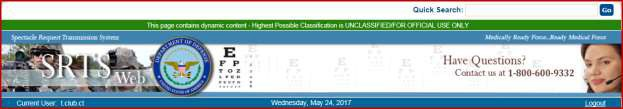 Quick Search: Go
This page contains dynamic content - Highest Possible Classification is UNCLASSIFIED/FOR OFFICIAL USE ONLY
Spectacle Request Transmission System
Medically Ready Force...Ready Medical Force
SRTS
Web
DEPARTMENT OF DEFENSE
UNITED STATES OF AMERICA
E
F P
T O Z
L P E D
Have Questions?
Contact us at 1-800-600-9332
Current User: t.club.ct
Wednesday, May 24, 2017
Logout